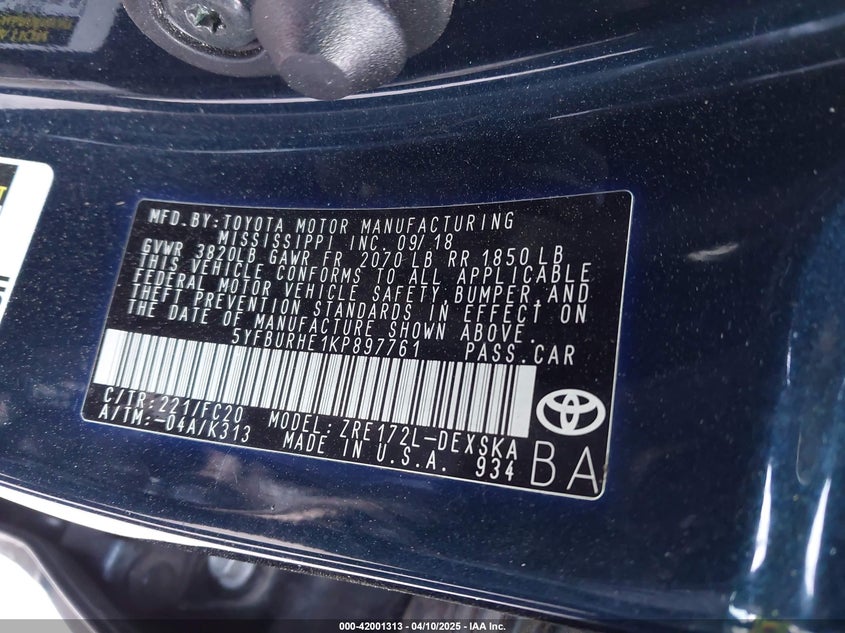 MFD.BY:TOYOTA MOTOR MANUFACTURING
MISSISSIPPI INC. 09/18
GVWR 3820LB GAWR FR 2070 LB RR 1850 LB
THIS VEHICLE CONFORMS TO ALL APPLICABLE
FEDERAL MOTOR VEHICLE SAFETY,BUMPER,AND
THEFT PREVENTION STANDARDS IN EFFECT ON
THE DATE OF MANUFACTURE SHOWN ABOVE.
5YFBURHE1KP897761 PASS.CAR
C/TR:221/FC20 MODEL:ZRE172L-DEXSKA
A/TM:-04A/K313 MADE IN U.S.A. 934
BA
000-42001313 - 04/10/2025 - IAA Inc.